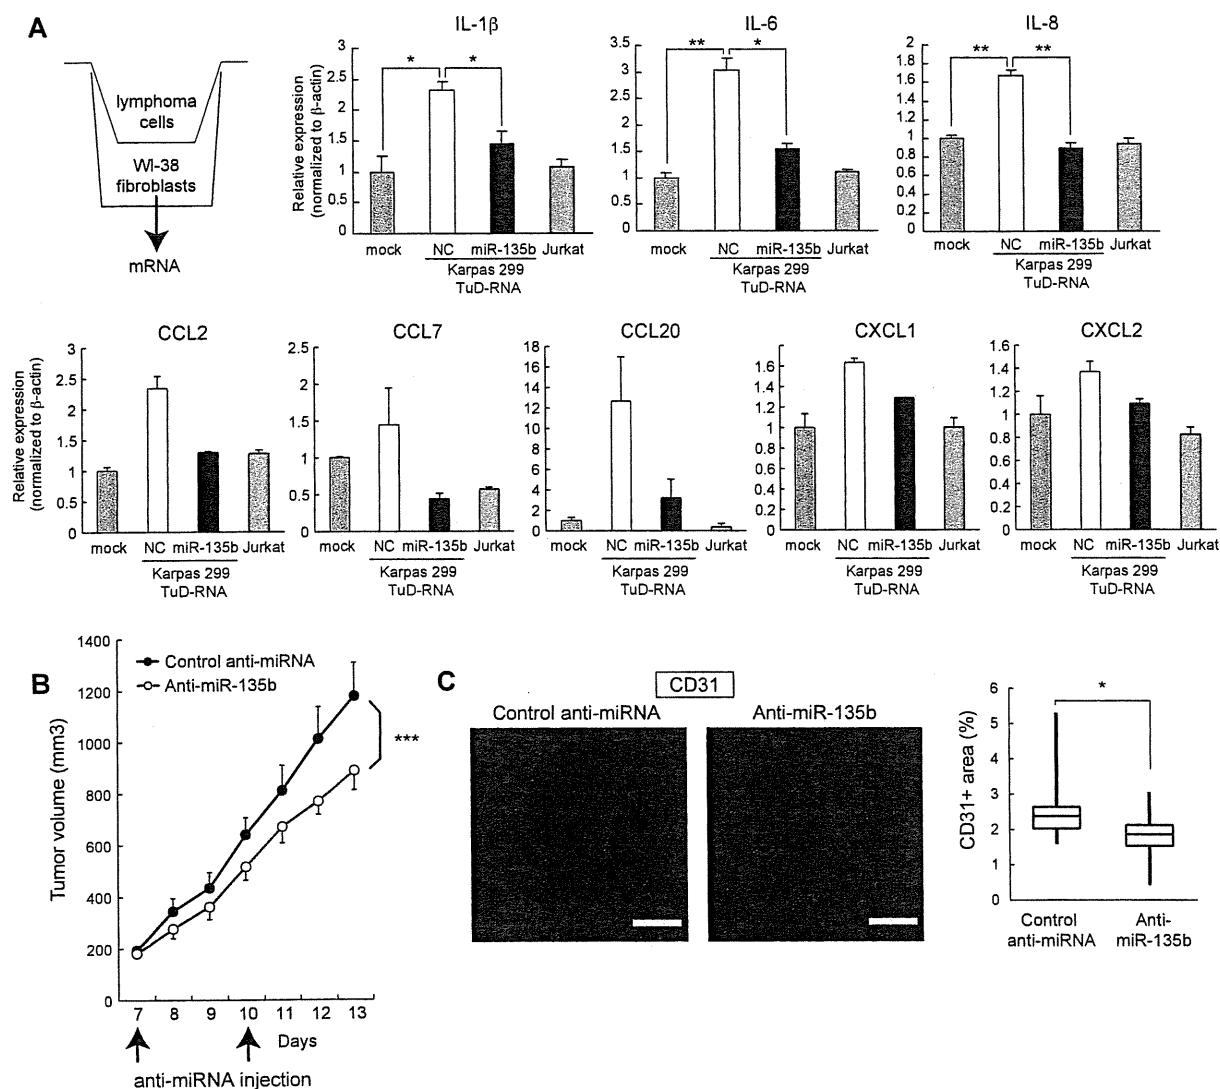 A
lymphoma
cells
WI-38
fibroblasts
mRNA
IL-1β
Relative expression
(normalized to β-actin)
3
2.5
2
1.5
1
0.5
0
*
*
mock
NC
miR-135b
Jurkat
Karpas 299
TuD-RNA
IL-6
3.5
3
2.5
2
1.5
1
0.5
0
**
*
mock
NC
miR-135b
Jurkat
Karpas 299
TuD-RNA
IL-8
2
1.8
1.6
1.4
1.2
1
0.8
0.6
0.4
0.2
0
**
**
mock
NC
miR-135b
Jurkat
Karpas 299
TuD-RNA
CCL2
Relative expression
(normalized to β-actin)
3
2.5
2
1.5
1
0.5
0
mock
NC
miR-135b
Jurkat
Karpas 299
TuD-RNA
CCL7
2.5
2
1.5
1
0.5
0
mock
NC
miR-135b
Jurkat
Karpas 299
TuD-RNA
CCL20
18
16
14
12
10
8
6
4
2
0
mock
NC
miR-135b
Jurkat
Karpas 299
TuD-RNA
CXCL1
1.8
1.6
1.4
1.2
1
0.8
0.6
0.4
0.2
0
mock
NC
miR-135b
Jurkat
Karpas 299
TuD-RNA
CXCL2
1.6
1.4
1.2
1
0.8
0.6
0.4
0.2
0
mock
NC
miR-135b
Jurkat
Karpas 299
TuD-RNA
B
Tumor volume (mm3)
1400
1200
1000
800
600
400
200
0
Control anti-miRNA
Anti-miR-135b
***
7
8
9
10
11
12
13
Days
anti-miRNA injection
C
CD31
Control anti-miRNA
Anti-miR-135b
CD31+ area (%)
6
5
4
3
2
1
0
*
Control
anti-miRNA
Anti-
miR-135b